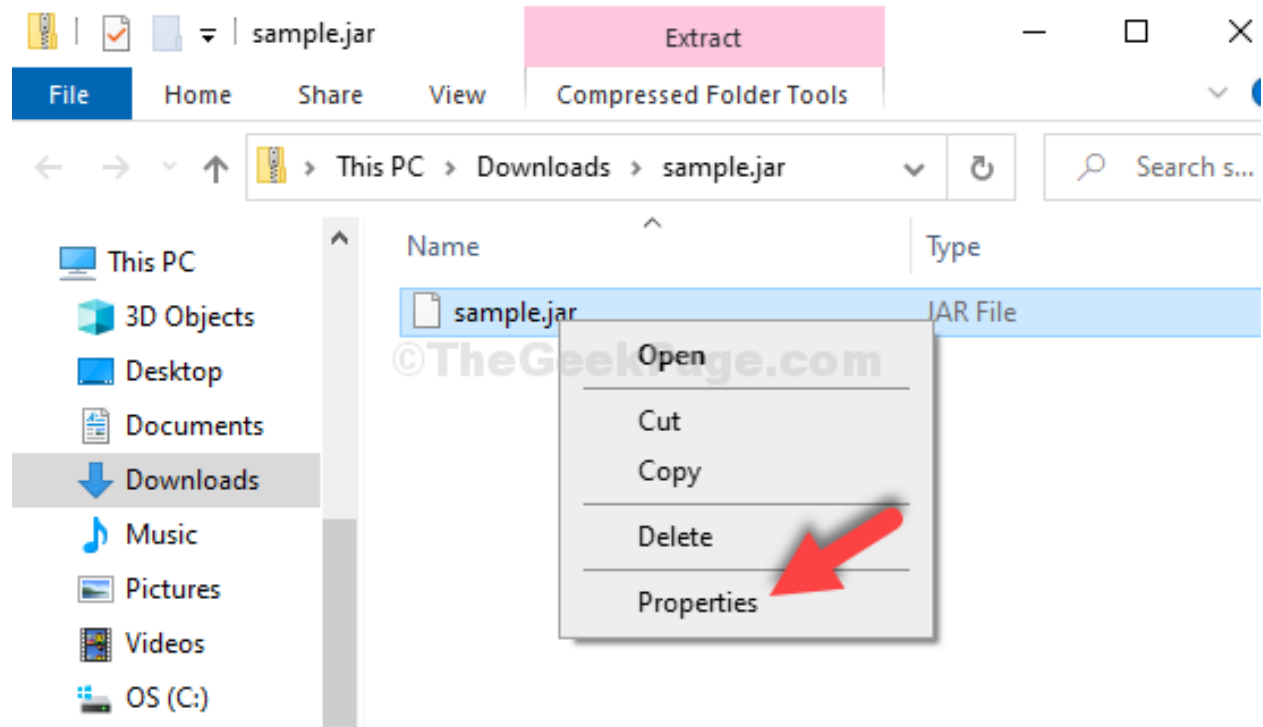 sample.jar
Extract
File
Home
Share
View
Compressed Folder Tools
This PC > Downloads > sample.jar
Search s...
This PC
3D Objects
Desktop
Documents
Downloads
Music
Pictures
Videos
OS (C:)
Name
Type
sample.jar
JAR File
©TheGeekPage.com
Open
Cut
Copy
Delete
Properties